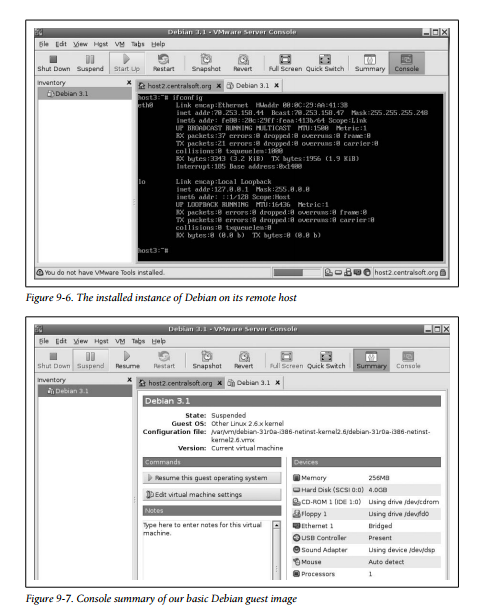 Debian 3.1 - VMware Server Console
File Edit View Host VM Tabs Help
Shut Down Suspend Start Up Restart Snapshot Revert Full Screen Quick Switch Summary Console
Inventory
Debian 3.1
host2.centralsoft.org Debian 3.1
host3:~# ifconfig
eth0 Link encap:Ethernet HWaddr 00:0C:29:AA:41:3B
inet addr:70.253.158.44 Bcast:70.253.158.47 Mask:255.255.255.248
inet6 addr: fe80::20c:29ff:feaa:413b/64 Scope:Link
UP BROADCAST RUNNING MULTICAST MTU:1500 Metric:1
RX packets:37 errors:0 dropped:0 overruns:0 frame:0
TX packets:21 errors:0 dropped:0 overruns:0 carrier:0
collisions:0 txqueuelen:1000
RX bytes:3343 (3.2 KiB) TX bytes:1956 (1.9 KiB)
Interrupt:185 Base address:0x1400
lo Link encap:Local Loopback
inet addr:127.0.0.1 Mask:255.0.0.0
inet6 addr: ::1/128 Scope:Host
UP LOOPBACK RUNNING MTU:16436 Metric:1
RX packets:0 errors:0 dropped:0 overruns:0 frame:0
TX packets:0 errors:0 dropped:0 overruns:0 carrier:0
collisions:0 txqueuelen:0
RX bytes:0 (0.0 b) TX bytes:0 (0.0 b)
host3:~#
You do not have VMware Tools installed.
host2.centralsoft.org
Figure 9-6. The installed instance of Debian on its remote host
Debian 3.1 - VMware Server Console
File Edit View Host VM Tabs Help
Shut Down Suspend Resume Restart Snapshot Revert Full Screen Quick Switch Summary Console
Inventory
Debian 3.1
host2.centralsoft.org Debian 3.1
Debian 3.1
State: Suspended
Guest OS: Other Linux 2.6.x kernel
Configuration file: /var/vm/debian-31r0a-i386-netinst-kernel2.6/debian-31r0a-i386-netinst-
kernel2.6.vmx
Version: Current virtual machine
Commands
Resume this guest operating system
Edit virtual machine settings
Notes
Type here to enter notes for this virtual
machine.
Devices
Memory 256MB
Hard Disk (SCSI 0:0) 4.0GB
CD-ROM 1 (IDE 1:0) Using drive /dev/cdrom
Floppy 1 Using drive /dev/fd0
Ethernet 1 Bridged
USB Controller Present
Sound Adapter Using device /dev/dsp
Mouse Auto detect
Processors 1
Figure 9-7. Console summary of our basic Debian guest image